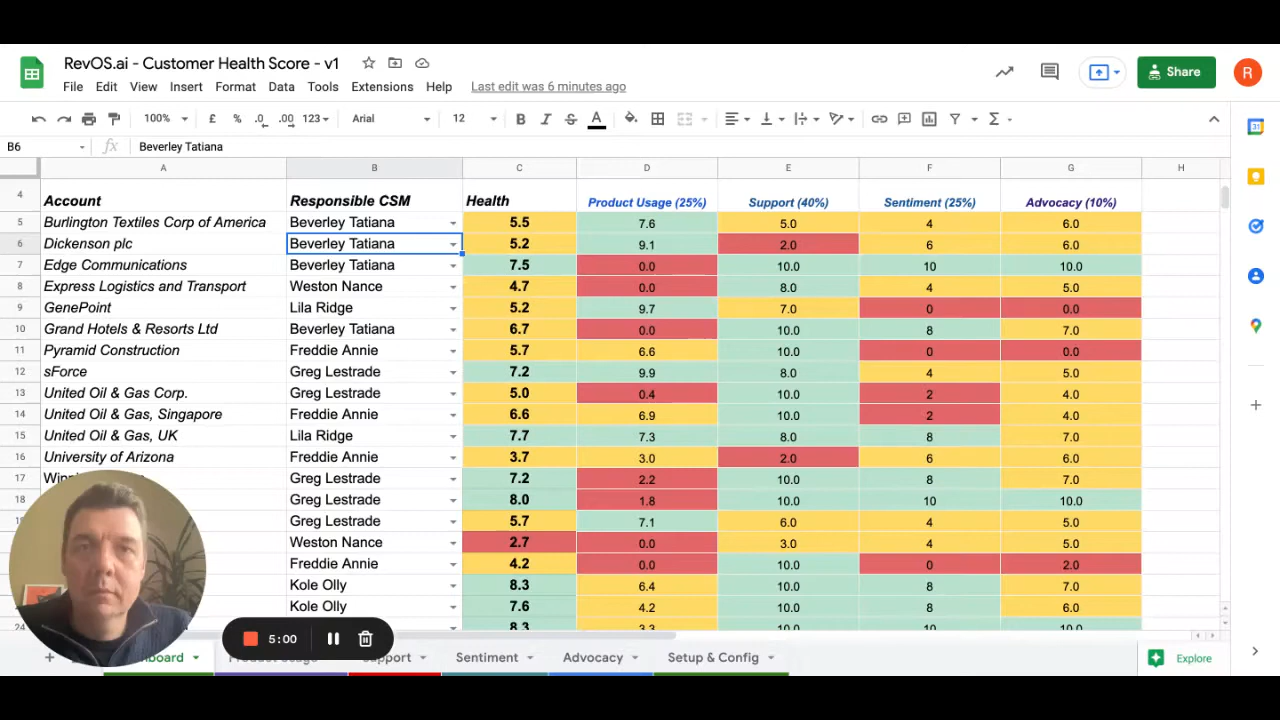 RevOS.ai - Customer Health Score - v1
File Edit View Insert Format Data Tools Extensions Help Last edit was 6 minutes ago
Share
R
100% £ % .0 .00 123 Arial 12 B I S A
B6 fx Beverley Tatiana
A B C D E F G H
4 Account Responsible CSM Health Product Usage (25%) Support (40%) Sentiment (25%) Advocacy (10%)
5 Burlington Textiles Corp of America Beverley Tatiana 5.5 7.6 5.0 4 6.0
6 Dickenson plc Beverley Tatiana 5.2 9.1 2.0 6 6.0
7 Edge Communications Beverley Tatiana 7.5 0.0 10.0 10 10.0
8 Express Logistics and Transport Weston Nance 4.7 0.0 8.0 4 5.0
9 GenePoint Lila Ridge 5.2 9.7 7.0 0 0.0
10 Grand Hotels & Resorts Ltd Beverley Tatiana 6.7 0.0 10.0 8 7.0
11 Pyramid Construction Freddie Annie 5.7 6.6 10.0 0 0.0
12 sForce Greg Lestrade 7.2 9.9 8.0 4 5.0
13 United Oil & Gas Corp. Greg Lestrade 5.0 0.4 10.0 2 4.0
14 United Oil & Gas, Singapore Freddie Annie 6.6 6.9 10.0 2 4.0
15 United Oil & Gas, UK Lila Ridge 7.7 7.3 8.0 8 7.0
16 University of Arizona Freddie Annie 3.7 3.0 2.0 6 6.0
17 Greg Lestrade 7.2 2.2 10.0 8 7.0
18 Greg Lestrade 8.0 1.8 10.0 10 10.0
Greg Lestrade 5.7 7.1 6.0 4 5.0
Weston Nance 2.7 0.0 3.0 4 5.0
Freddie Annie 4.2 0.0 10.0 0 2.0
Kole Olly 8.3 6.4 10.0 8 7.0
Kole Olly 7.6 4.2 10.0 8 6.0
24 8.3 3.3 10.0 10 10.0
5:00
Support Sentiment Advocacy Setup & Config Explore